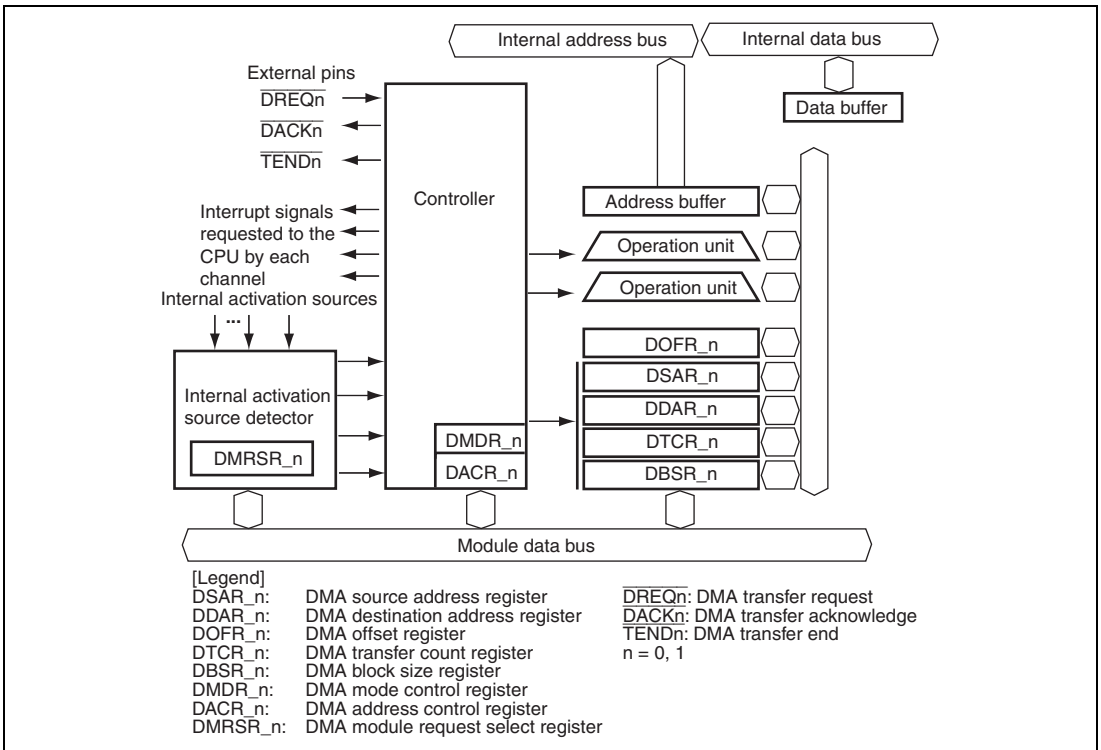 Internal address bus
Internal data bus
External pins
DREQn
DACKn
TENDn
Data buffer
Controller
Address buffer
Interrupt signals
requested to the
CPU by each
channel
Operation unit
Operation unit
Internal activation sources
...
Internal activation
source detector
DMRSR_n
DMDR_n
DACR_n
DOFR_n
DSAR_n
DDAR_n
DTCR_n
DBSR_n
Module data bus
[Legend]
DSAR_n: DMA source address register
DDAR_n: DMA destination address register
DOFR_n: DMA offset register
DTCR_n: DMA transfer count register
DBSR_n: DMA block size register
DMDR_n: DMA mode control register
DACR_n: DMA address control register
DMRSR_n: DMA module request select register
DREQn: DMA transfer request
DACKn: DMA transfer acknowledge
TENDn: DMA transfer end
n = 0, 1